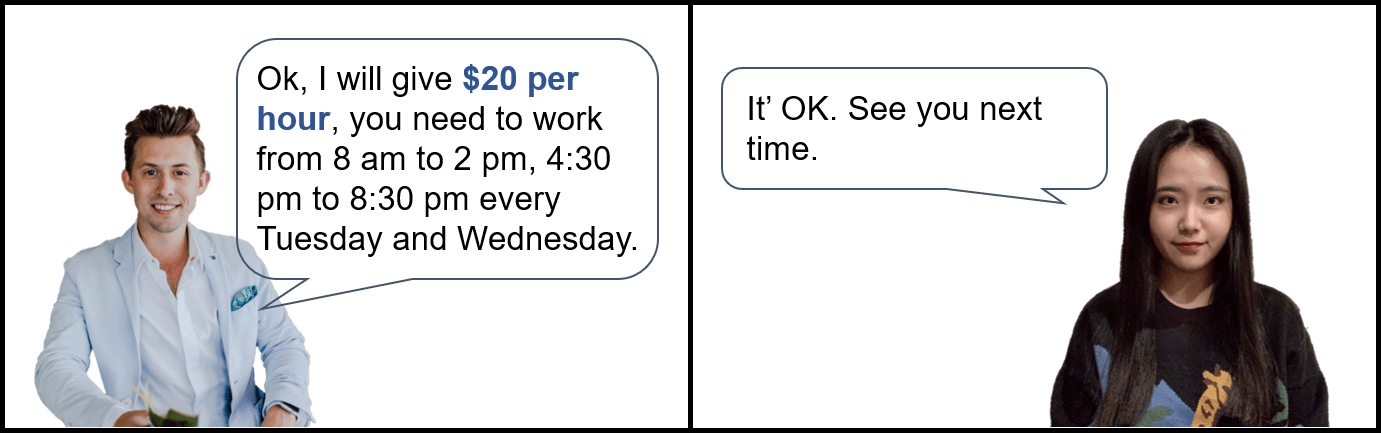 Ok, I will give $20 per
hour, you need to work
from 8 am to 2 pm, 4:30
pm to 8:30 pm every
Tuesday and Wednesday.
It’ OK. See you next
time.